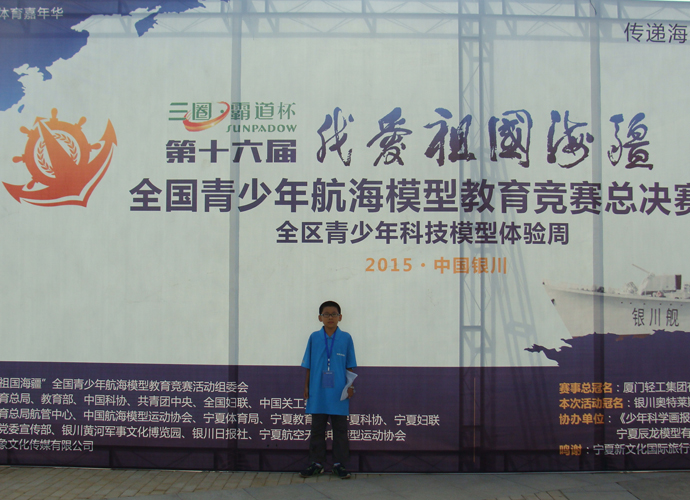 体育嘉年华
传递海
三圈·霸道杯
SUNPADOW
第十六届 我爱祖國海疆
全国青少年航海模型教育竞赛总决赛
全区青少年科技模型体验周
2015·中国银川
银川舰
祖国海疆”全国青少年航海模型教育竞赛活动组委会
育总局、教育部、中国科协、共青团中央、全国妇联、中国关工
育总局航管中心、中国航海模型运动协会、宁夏体育局、宁夏教育 夏科协、宁夏妇联
党委宣传部、银川黄河军事文化博览园、银川日报社、宁夏航空 模型运动协会
象文化传媒有限公司
赛事总冠名：厦门轻工集团有
本次活动冠名：银川奥特莱斯
协办单位：《少年科学画报
宁夏辰龙模型有
鸣谢：宁夏新文化国际旅行